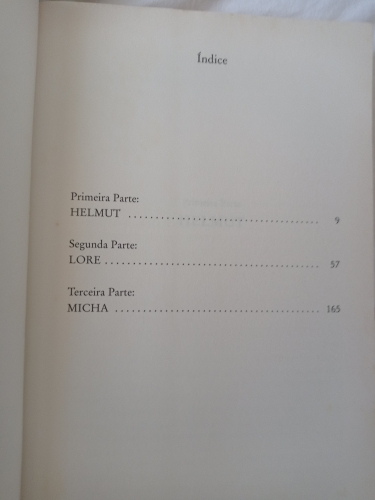 Índice
Primeira Parte:
HELMUT ........................................ 9
Segunda Parte:
LORE ........................................ 57
Terceira Parte:
MICHA ........................................ 165